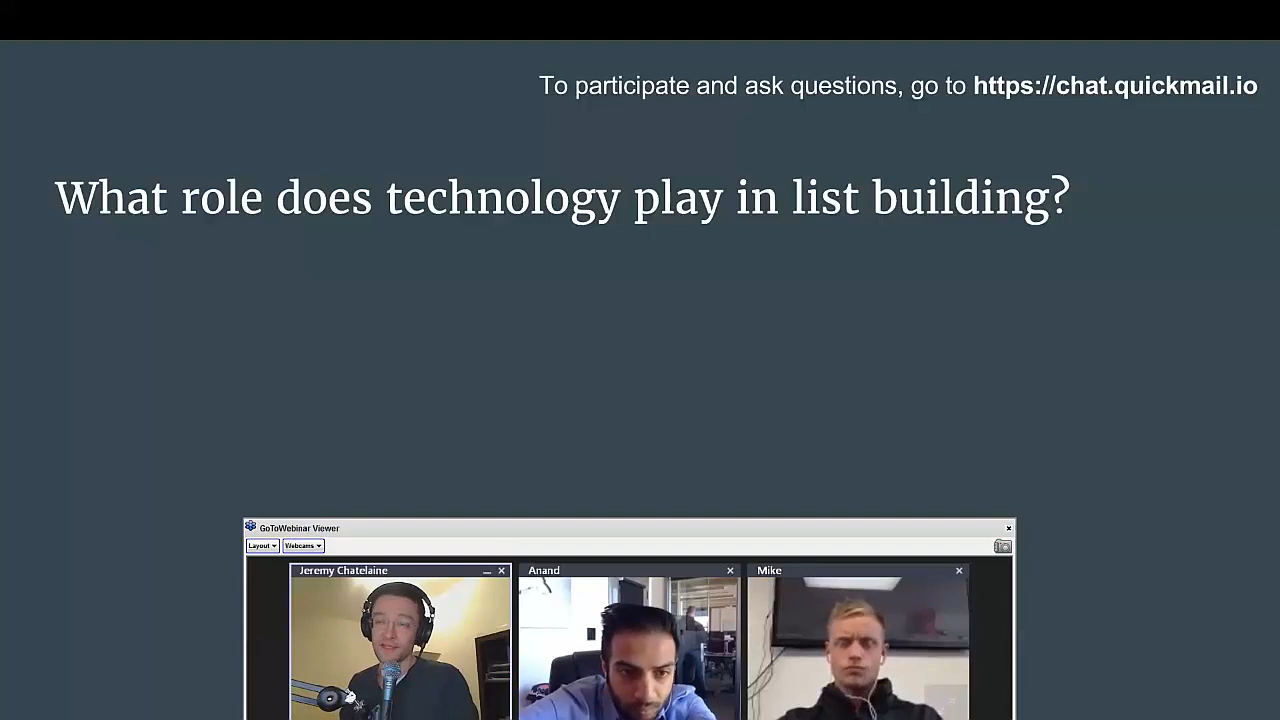 To participate and ask questions, go to https://chat.quickmail.io
What role does technology play in list building?
GoToWebinar Viewer
Layout
Webcams
Jeremy Chatelaine
Anand
Mike